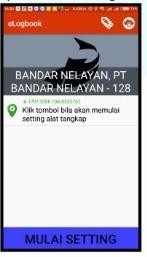 eLogbook
BANDAR NELAYAN, PT
BANDAR NELAYAN - 128
Klik tombol bila akan memulai
setting alat tangkap
MULAI SETTING